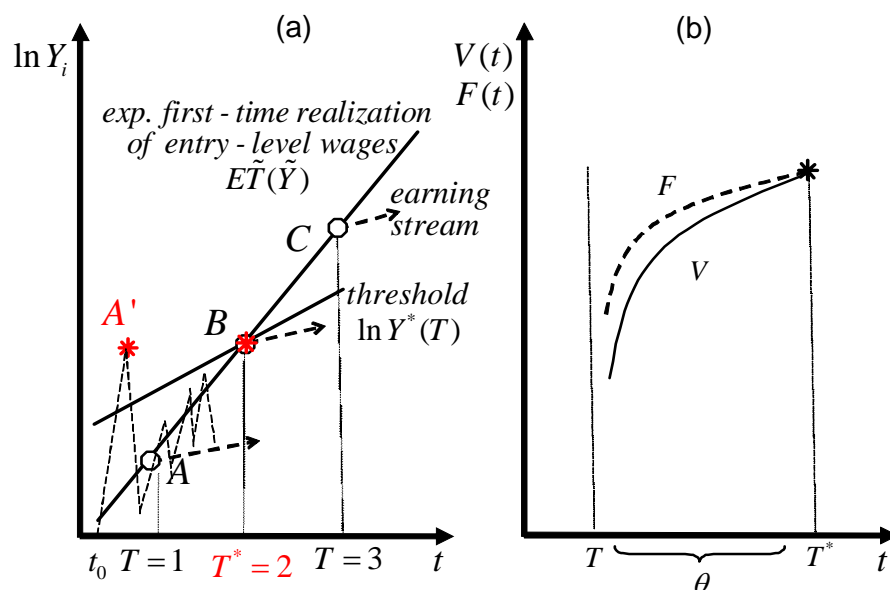 (a)
ln Y_i
exp. first - time realization
of entry - level wages
ET̃(Ỹ)
earning
stream
C
threshold
ln Y*(T)
B
A'
A
t_0 T = 1 T* = 2 T = 3 t
(b)
V(t)
F(t)
F
V
T T* t
θ